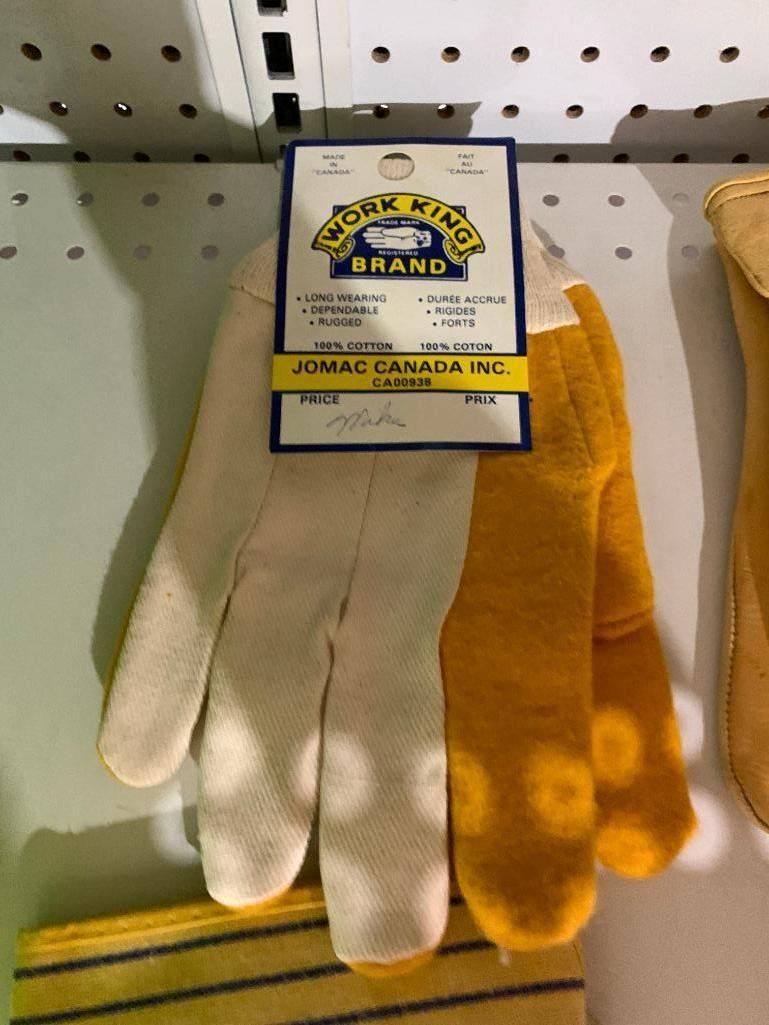 MADE IN "CANADA"
FAIT AU "CANADA"
WORK KING
TRADE MARK
REGISTERED
BRAND
• LONG WEARING
• DEPENDABLE
• RUGGED
• DURÉE ACCRUE
• RIGIDES
• FORTS
100% COTTON 100% COTON
JOMAC CANADA INC.
CA00938
PRICE PRIX